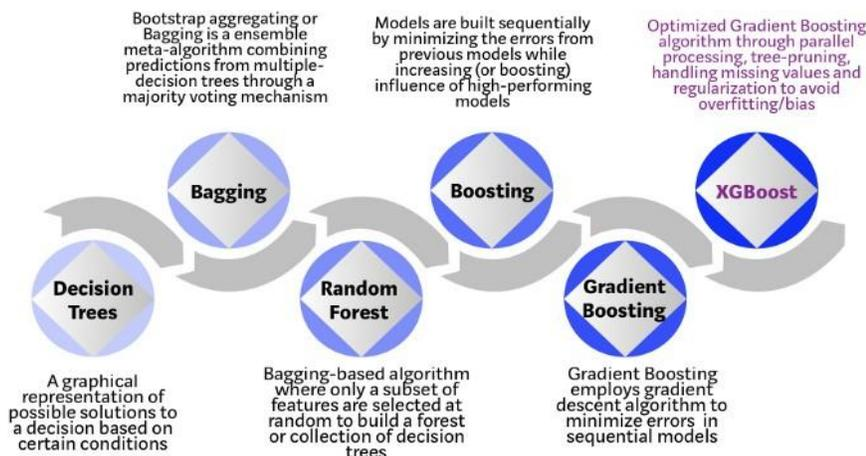 Bootstrap aggregating or
Bagging is a ensemble
meta-algorithm combining
predictions from multiple-
decision trees through a
majority voting mechanism
Models are built sequentially
by minimizing the errors from
previous models while
increasing (or boosting)
influence of high-performing
models
Optimized Gradient Boosting
algorithm through parallel
processing, tree-pruning,
handling missing values and
regularization to avoid
overfitting/bias
Bagging
Boosting
XGBoost
Decision
Trees
Random
Forest
Gradient
Boosting
A graphical
representation of
possible solutions to
a decision based on
certain conditions
Bagging-based algorithm
where only a subset of
features are selected at
random to build a forest
or collection of decision
trees
Gradient Boosting
employs gradient
descent algorithm to
minimize errors in
sequential models